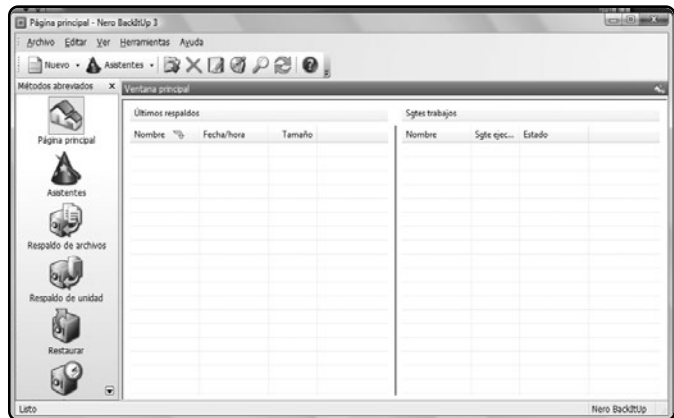 Página principal - Nero BackItUp 3
Archivo Editar Ver Herramientas Ayuda
Nuevo Asistentes
Métodos abreviados x
Ventana principal
Página principal
Asistentes
Respaldo de archivos
Respaldo de unidad
Restaurar
Últimos respaldos
Nombre Fecha/hora Tamaño
Sgtes trabajos
Nombre Sgte ejec... Estado
Listo
Nero BackItUp